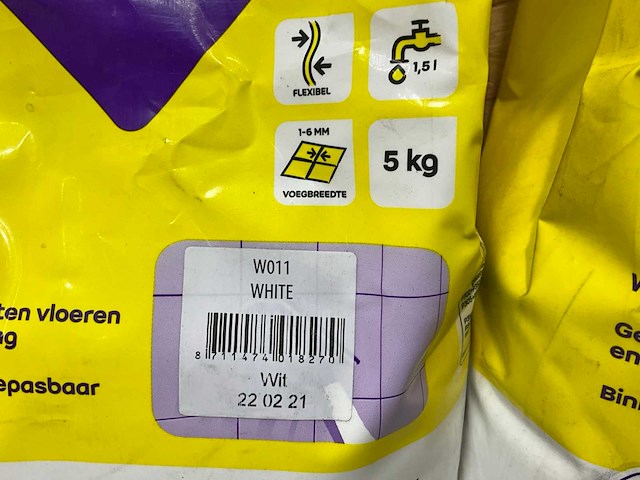 FLEXIBEL
1,5 l
1-6 MM
VOEGBREEDTE
5 kg
W011
WHITE
8 711474 018270
Wit
22 02 21
ten vloeren
epasbaar
Ge
en
Bin